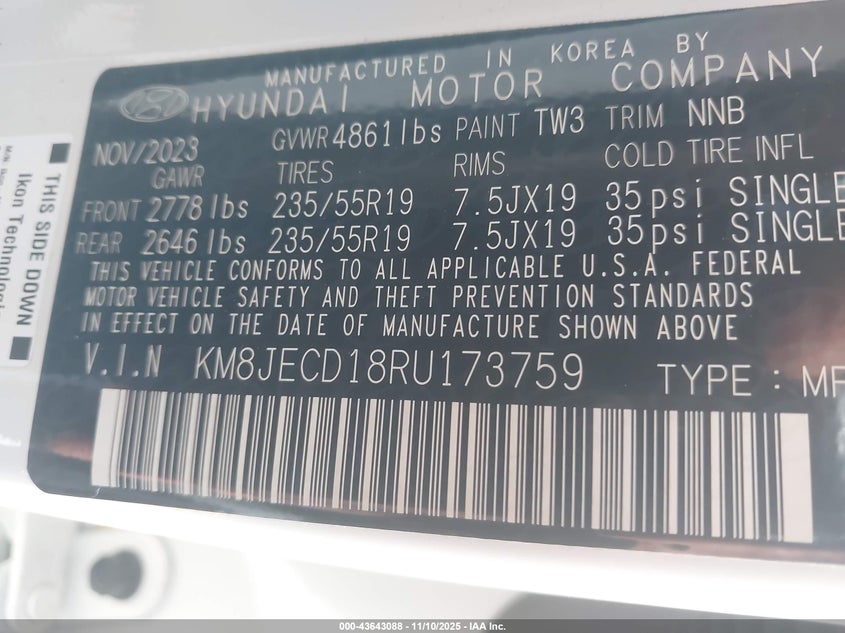 MANUFACTURED IN KOREA BY
HYUNDAI MOTOR COMPANY
NOV/2023 GVWR 4861lbs PAINT TW3 TRIM NNB
GAWR TIRES RIMS COLD TIRE INFL
FRONT 2778 lbs 235/55R19 7.5JX19 35psi SINGLE
REAR 2646 lbs 235/55R19 7.5JX19 35psi SINGLE
THIS VEHICLE CONFORMS TO ALL APPLICABLE U.S.A. FEDERAL
MOTOR VEHICLE SAFETY AND THEFT PREVENTION STANDARDS
IN EFFECT ON THE DATE OF MANUFACTURE SHOWN ABOVE
V.I.N KM8JECD18RU173759 TYPE : MP
THIS SIDE DOWN
Ikon Technologi
000-43643088 - 11/10/2025 - IAA Inc.